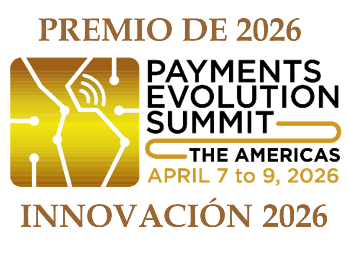 PREMIO DE 2026
PAYMENTS
EVOLUTION
SUMMIT
THE AMERICAS
APRIL 7 to 9, 2026
INNOVACIÓN 2026